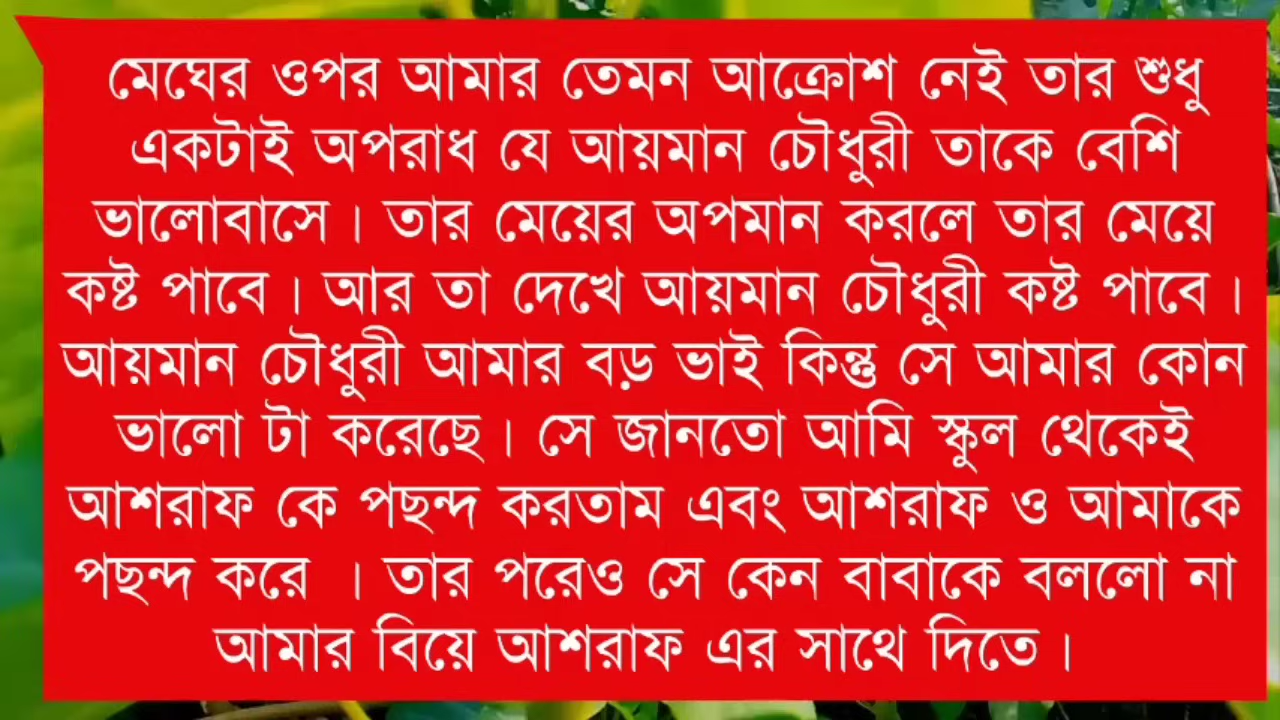 মেঘের ওপর আমার তেমন আক্রোশ নেই তার শুধু
একটাই অপরাধ যে আয়মান চৌধুরী তাকে বেশি
ভালোবাসে। তার মেয়ের অপমান করলে তার মেয়ে
কষ্ট পাবে। আর তা দেখে আয়মান চৌধুরী কষ্ট পাবে।
আয়মান চৌধুরী আমার বড় ভাই কিন্তু সে আমার কোন
ভালো টা করেছে। সে জানতো আমি স্কুল থেকেই
আশরাফ কে পছন্দ করতাম এবং আশরাফ ও আমাকে
পছন্দ করে । তার পরেও সে কেন বাবাকে বললো না
আমার বিয়ে আশরাফ এর সাথে দিতে।